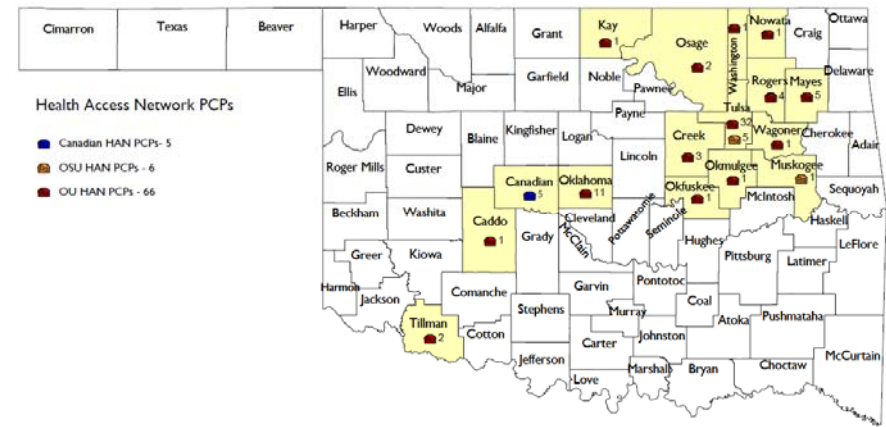 Cimarron
Texas
Beaver
Harper
Woods
Alfalfa
Grant
Kay
1
Osage
2
Washington
1
Nowata
1
Craig
Ottawa
Ellis
Woodward
Major
Garfield
Noble
Pawnee
Rogers
4
Mayes
5
Delaware
Health Access Network PCPs
Canadian HAN PCPs- 5
OSU HAN PCPs - 6
OU HAN PCPs - 66
Dewey
Blaine
Kingfisher
Logan
Payne
Lincoln
Creek
3
Tulsa
32
5
Wagoner
1
Cherokee
Adair
Roger Mills
Custer
Canadian
5
Oklahoma
11
Okfuskee
1
Okmulgee
1
Muskogee
1
Sequoyah
Beckham
Washita
Caddo
1
Grady
Cleveland
McClain
Pottawatomie
Seminole
Hughes
McIntosh
Haskell
LeFlore
Greer
Kiowa
Pittsburg
Latimer
Harmon
Jackson
Comanche
Stephens
Garvin
Murray
Pontotoc
Coal
Atoka
Pushmataha
Tillman
2
Cotton
Jefferson
Carter
Johnston
Love
Marshall
Bryan
Choctaw
McCurtain